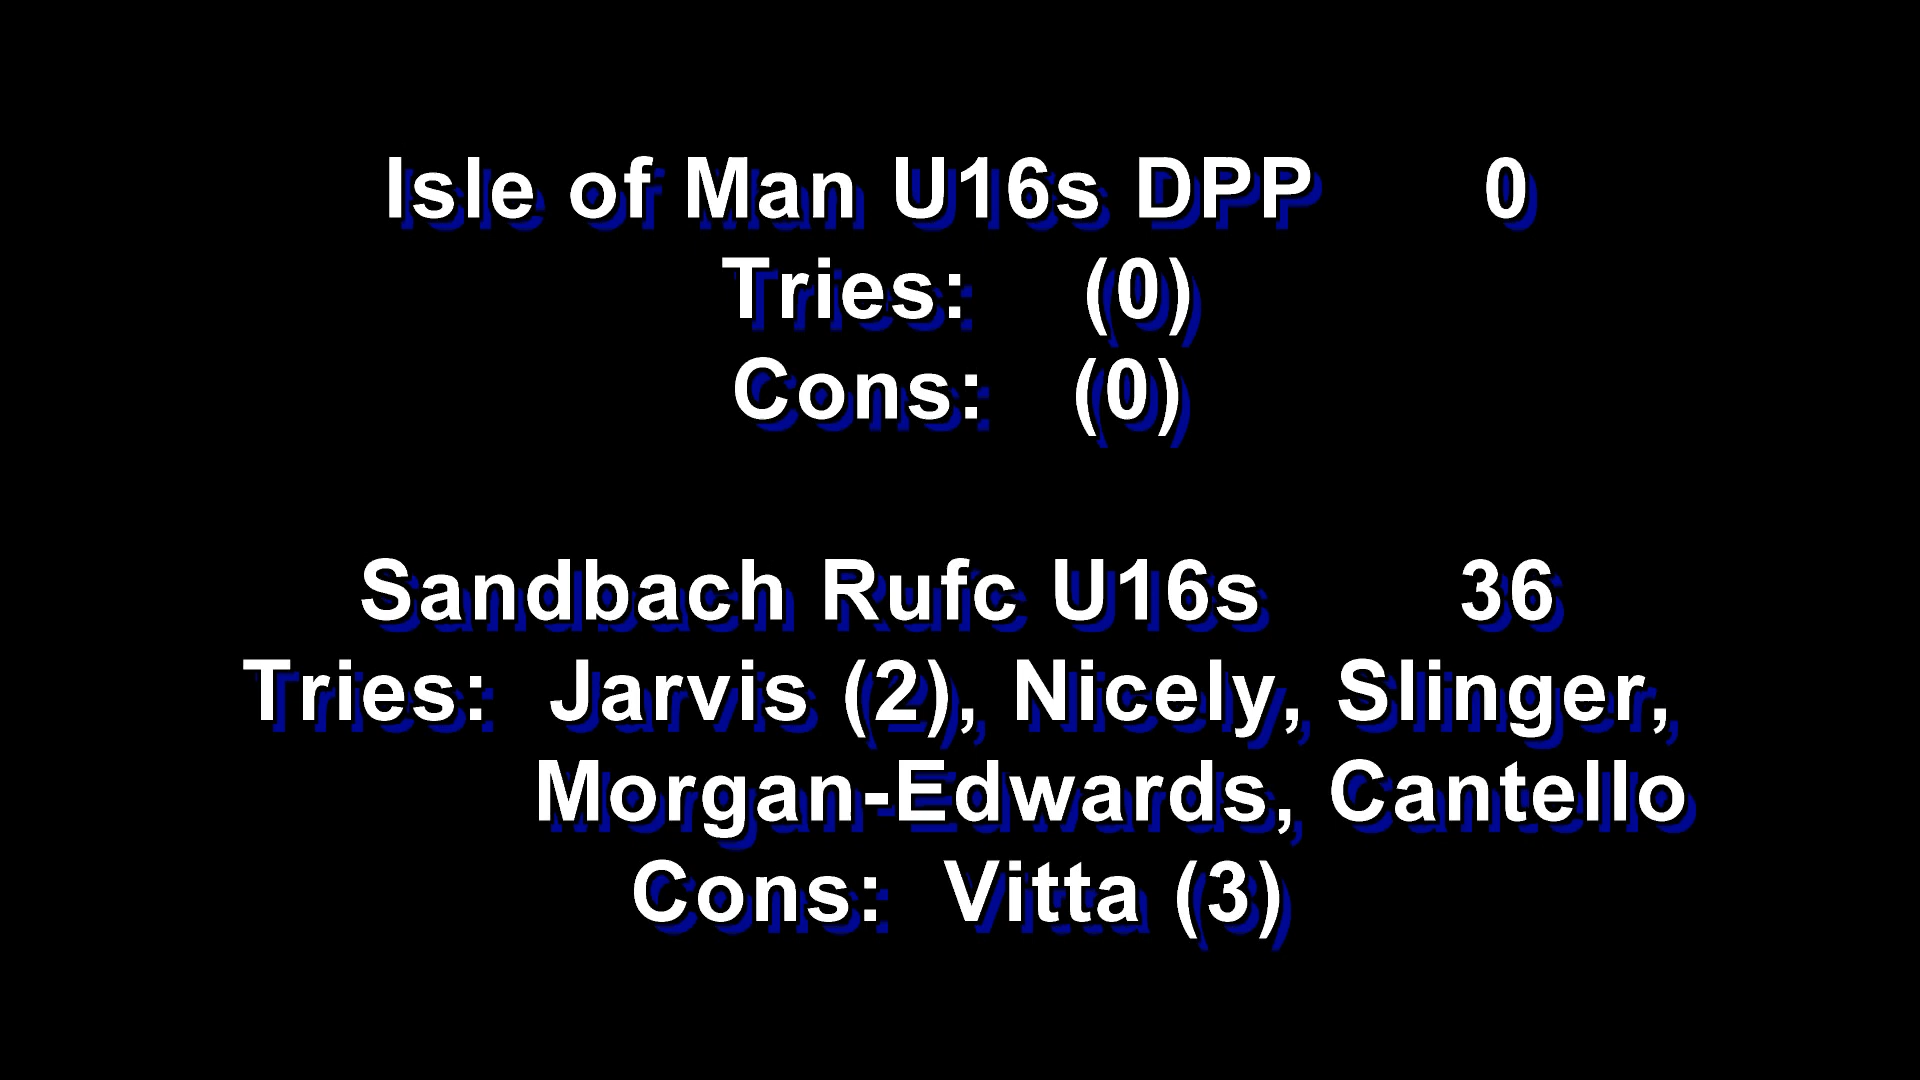 Isle of Man U16s DPP 0
Tries: (0)
Cons: (0)
Sandbach Rufc U16s 36
Tries: Jarvis (2), Nicely, Slinger,
Morgan-Edwards, Cantello
Cons: Vitta (3)